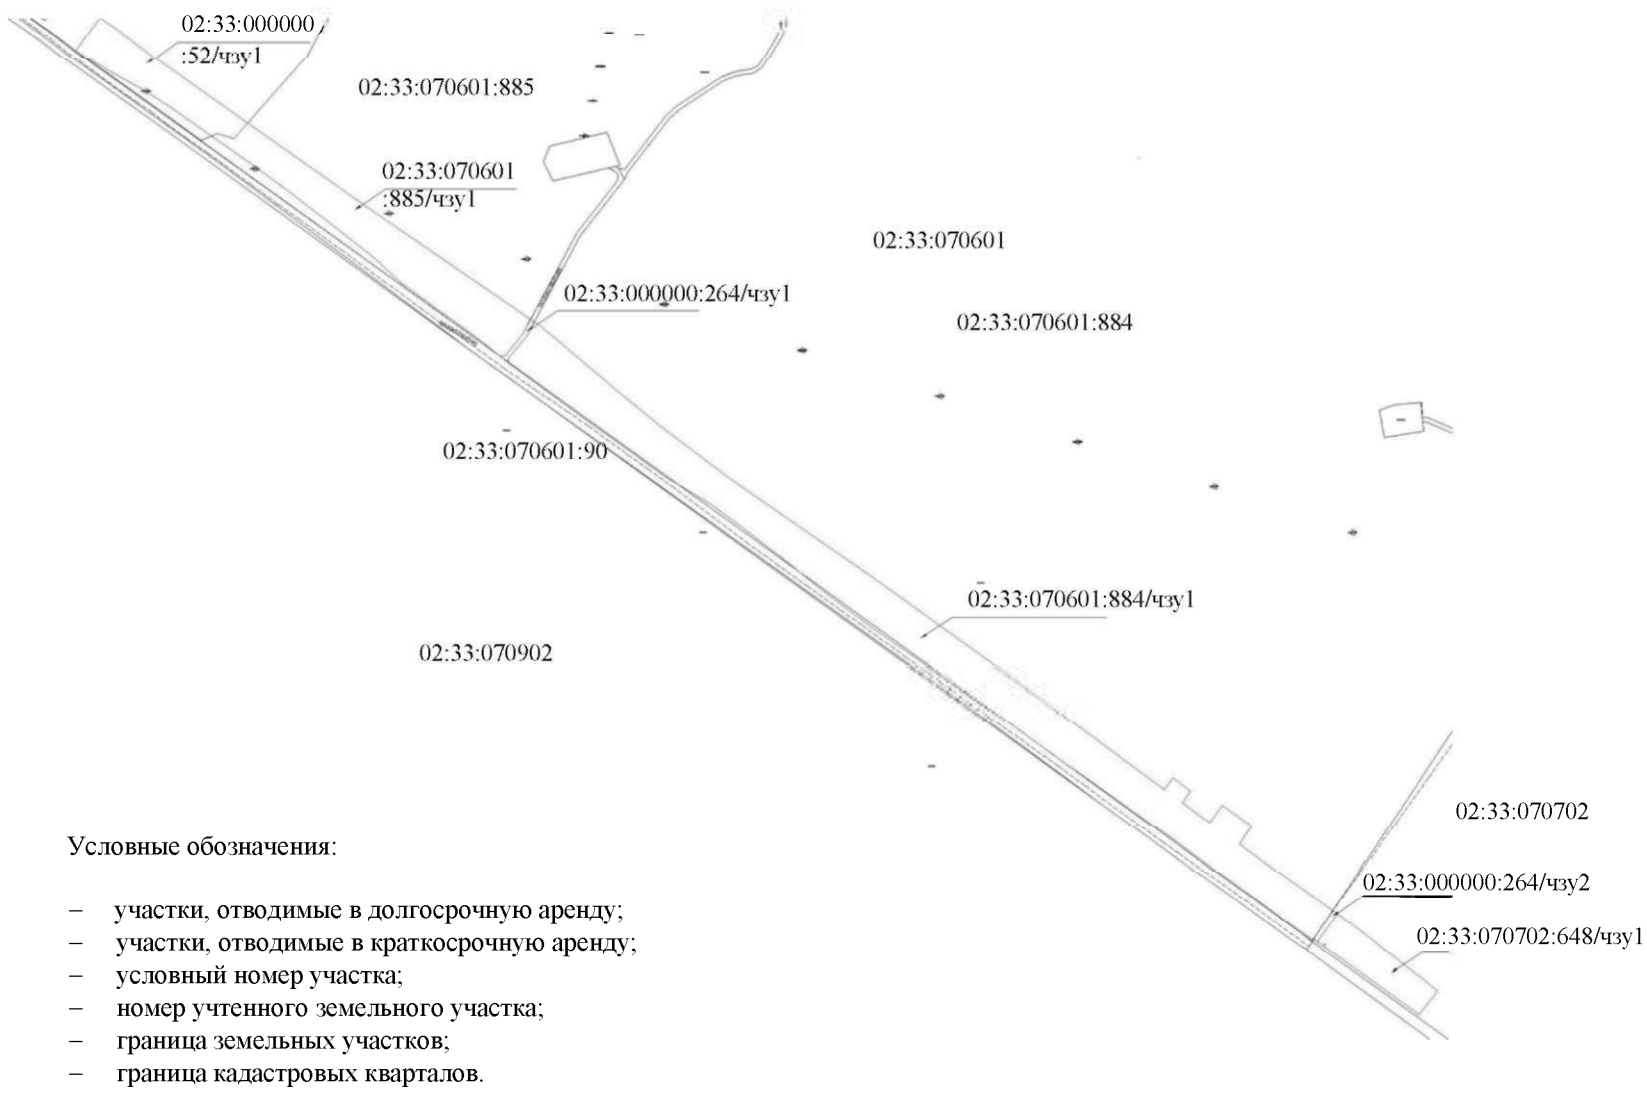 02:33:000000
:52/чзу1
02:33:070601:885
02:33:070601
:885/чзу1
02:33:070601
02:33:000000:264/чзу1
02:33:070601:884
02:33:070601:90
02:33:070601:884/чзу1
02:33:070902
02:33:070702
Условные обозначения:
02:33:000000:264/чзу2
– участки, отводимые в долгосрочную аренду;
02:33:070702:648/чзу1
– участки, отводимые в краткосрочную аренду;
– условный номер участка;
– номер учтенного земельного участка;
– граница земельных участков;
– граница кадастровых кварталов.